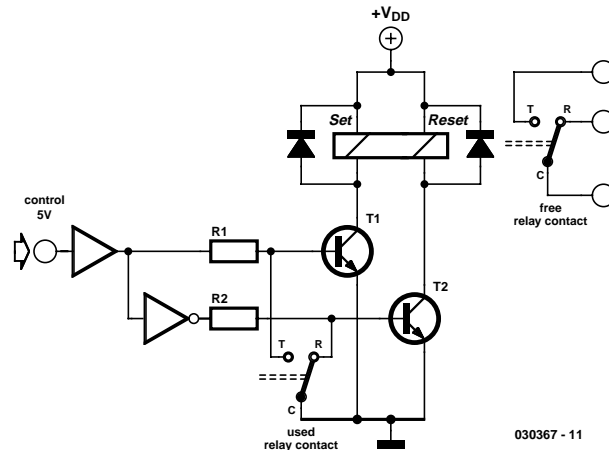 +VDD
Set
Reset
T
R
C
free
relay contact
control
5V
R1
T1
R2
T2
T
R
C
used
relay contact
030367 - 11